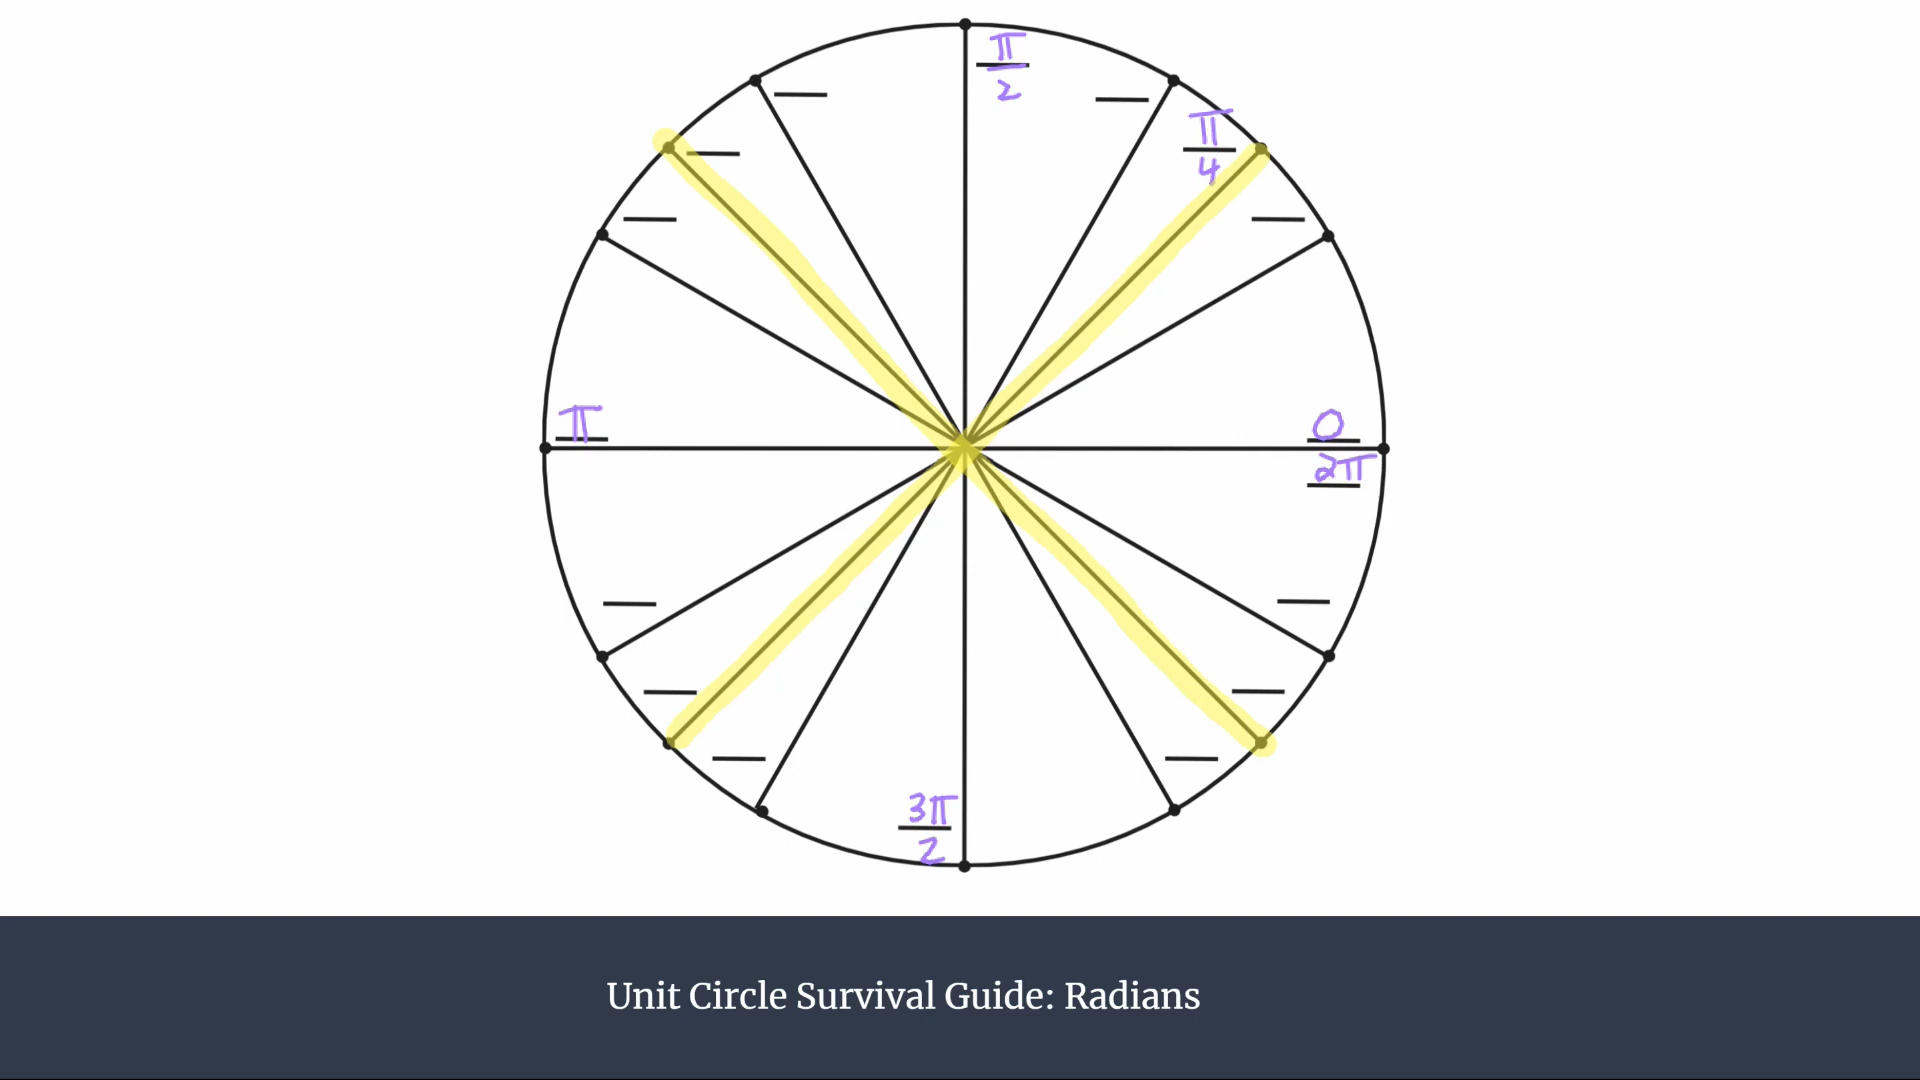 π
2
π
4
π
0
2π
3π
2
Unit Circle Survival Guide: Radians